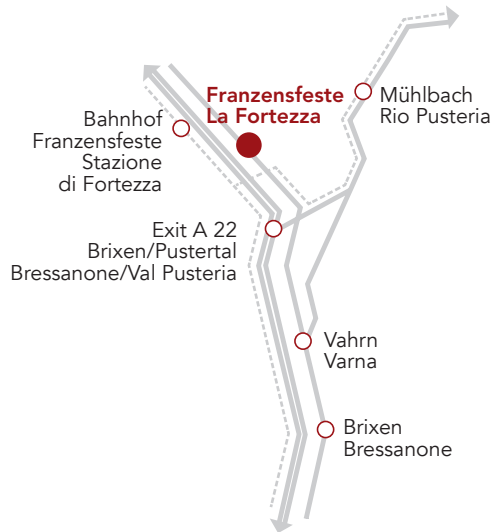 Franzensfeste
La Fortezza
Mühlbach
Rio Pusteria
Bahnhof
Franzensfeste
Stazione
di Fortezza
Exit A 22
Brixen/Pustertal
Bressanone/Val Pusteria
Vahrn
Varna
Brixen
Bressanone